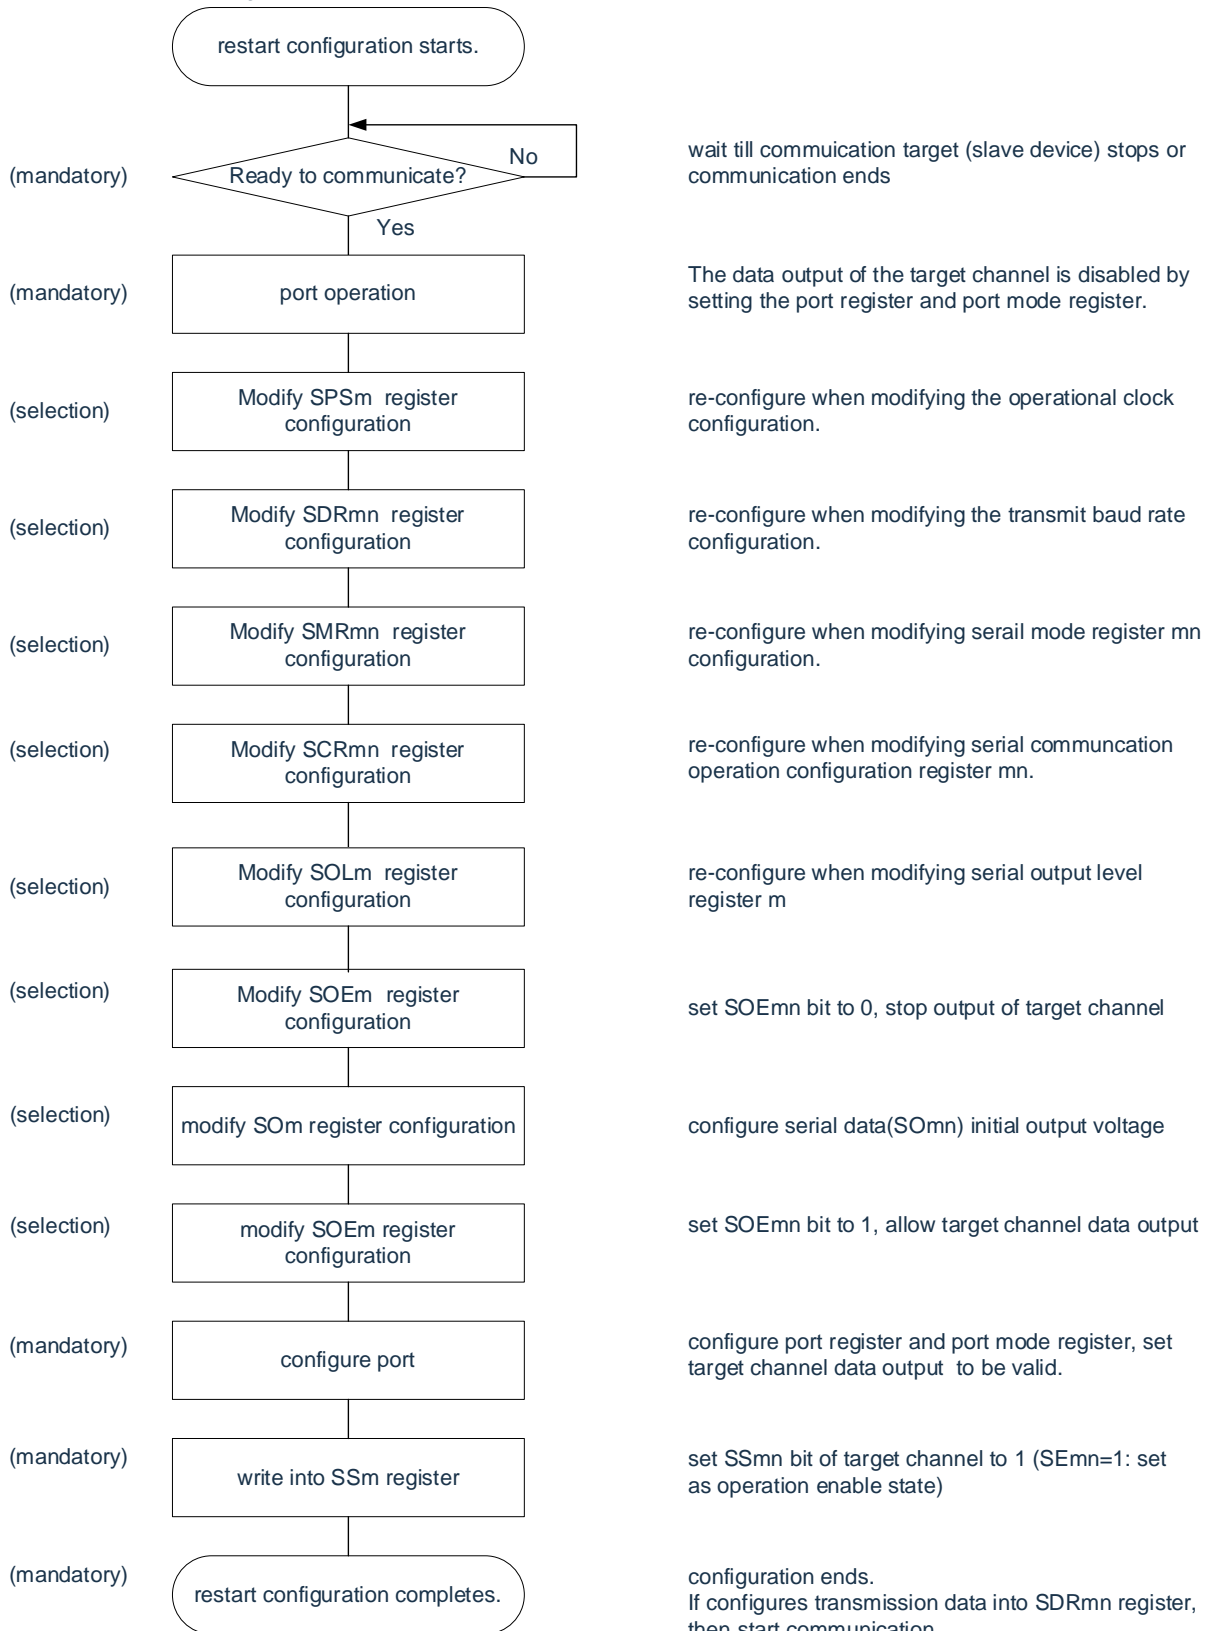 restart configuration starts.
(mandatory)
Ready to communicate?
No
wait till commuication target (slave device) stops or
communication ends
Yes
(mandatory)
port operation
The data output of the target channel is disabled by
setting the port register and port mode register.
(selection)
Modify SPSm register
configuration
re-configure when modifying the operational clock
configuration.
(selection)
Modify SDRmn register
configuration
re-configure when modifying the transmit baud rate
configuration.
(selection)
Modify SMRmn register
configuration
re-configure when modifying serail mode register mn
configuration.
(selection)
Modify SCRmn register
configuration
re-configure when modifying serial communcation
operation configuration register mn.
(selection)
Modify SOLm register
configuration
re-configure when modifying serial output level
register m
(selection)
Modify SOEm register
configuration
set SOEmn bit to 0, stop output of target channel
(selection)
modify SOm register configuration
configure serial data(SOmn) initial output voltage
(selection)
modify SOEm register
configuration
set SOEmn bit to 1, allow target channel data output
(mandatory)
configure port
configure port register and port mode register, set
target channel data output to be valid.
(mandatory)
write into SSm register
set SSmn bit of target channel to 1 (SEmn=1: set
as operation enable state)
(mandatory)
restart configuration completes.
configuration ends.
If configures transmission data into SDRmn register,
then start communication